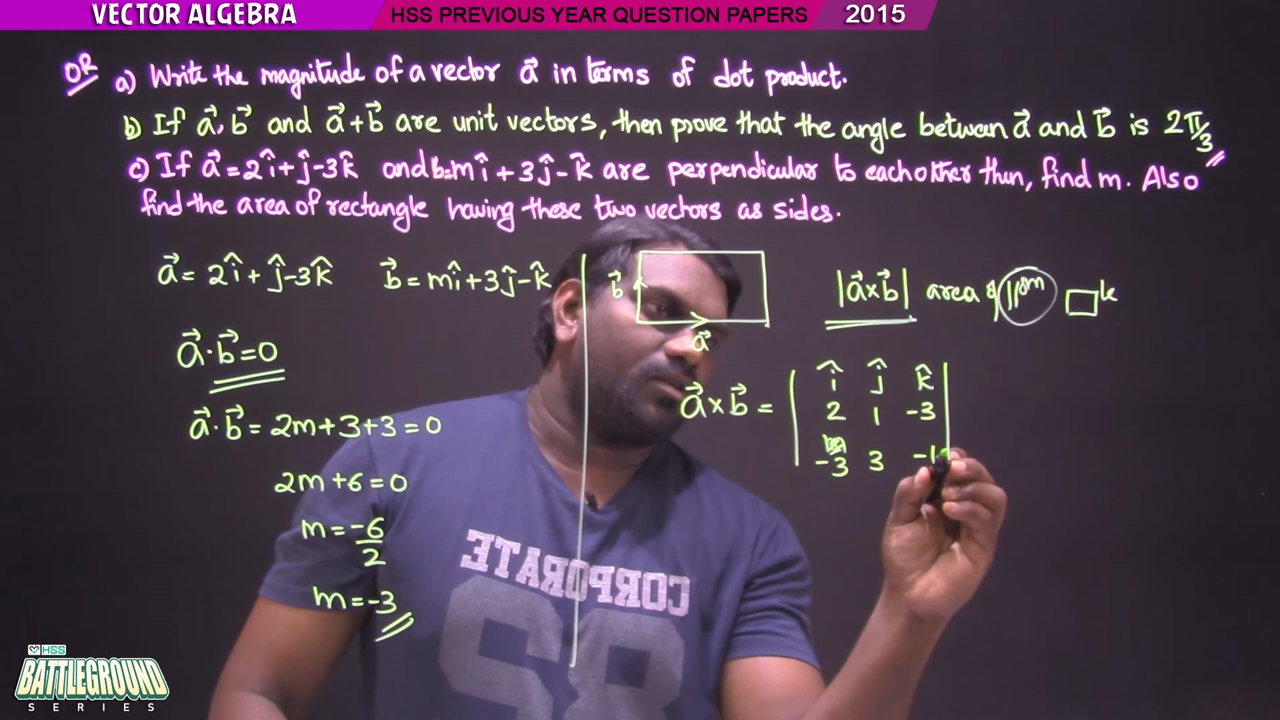 VECTOR ALGEBRA HSS PREVIOUS YEAR QUESTION PAPERS 2015
OR a) Write the magnitude of a vector a⃗ in terms of dot product.
b) If a⃗, b⃗ and a⃗+b⃗ are unit vectors, then prove that the angle between a⃗ and b⃗ is 2π/3
c) If a⃗=2î+ĵ-3k̂ and b=mî+3ĵ-k̂ are perpendicular to each other then, find m. Also
find the area of rectangle having these two vectors as sides.
a⃗=2î+ĵ-3k̂ b⃗=mî+3ĵ-k̂
a⃗·b⃗=0
a⃗·b⃗=2m+3+3=0
2m+6=0
m=-6/2
m=-3
b⃗
a⃗
|a⃗×b⃗| area of ||gm □le
a⃗×b⃗=
î ĵ k̂
2 1 -3
-3 3 -1
CORPORATE
28
HSS
BATTLEGROUND
SERIES